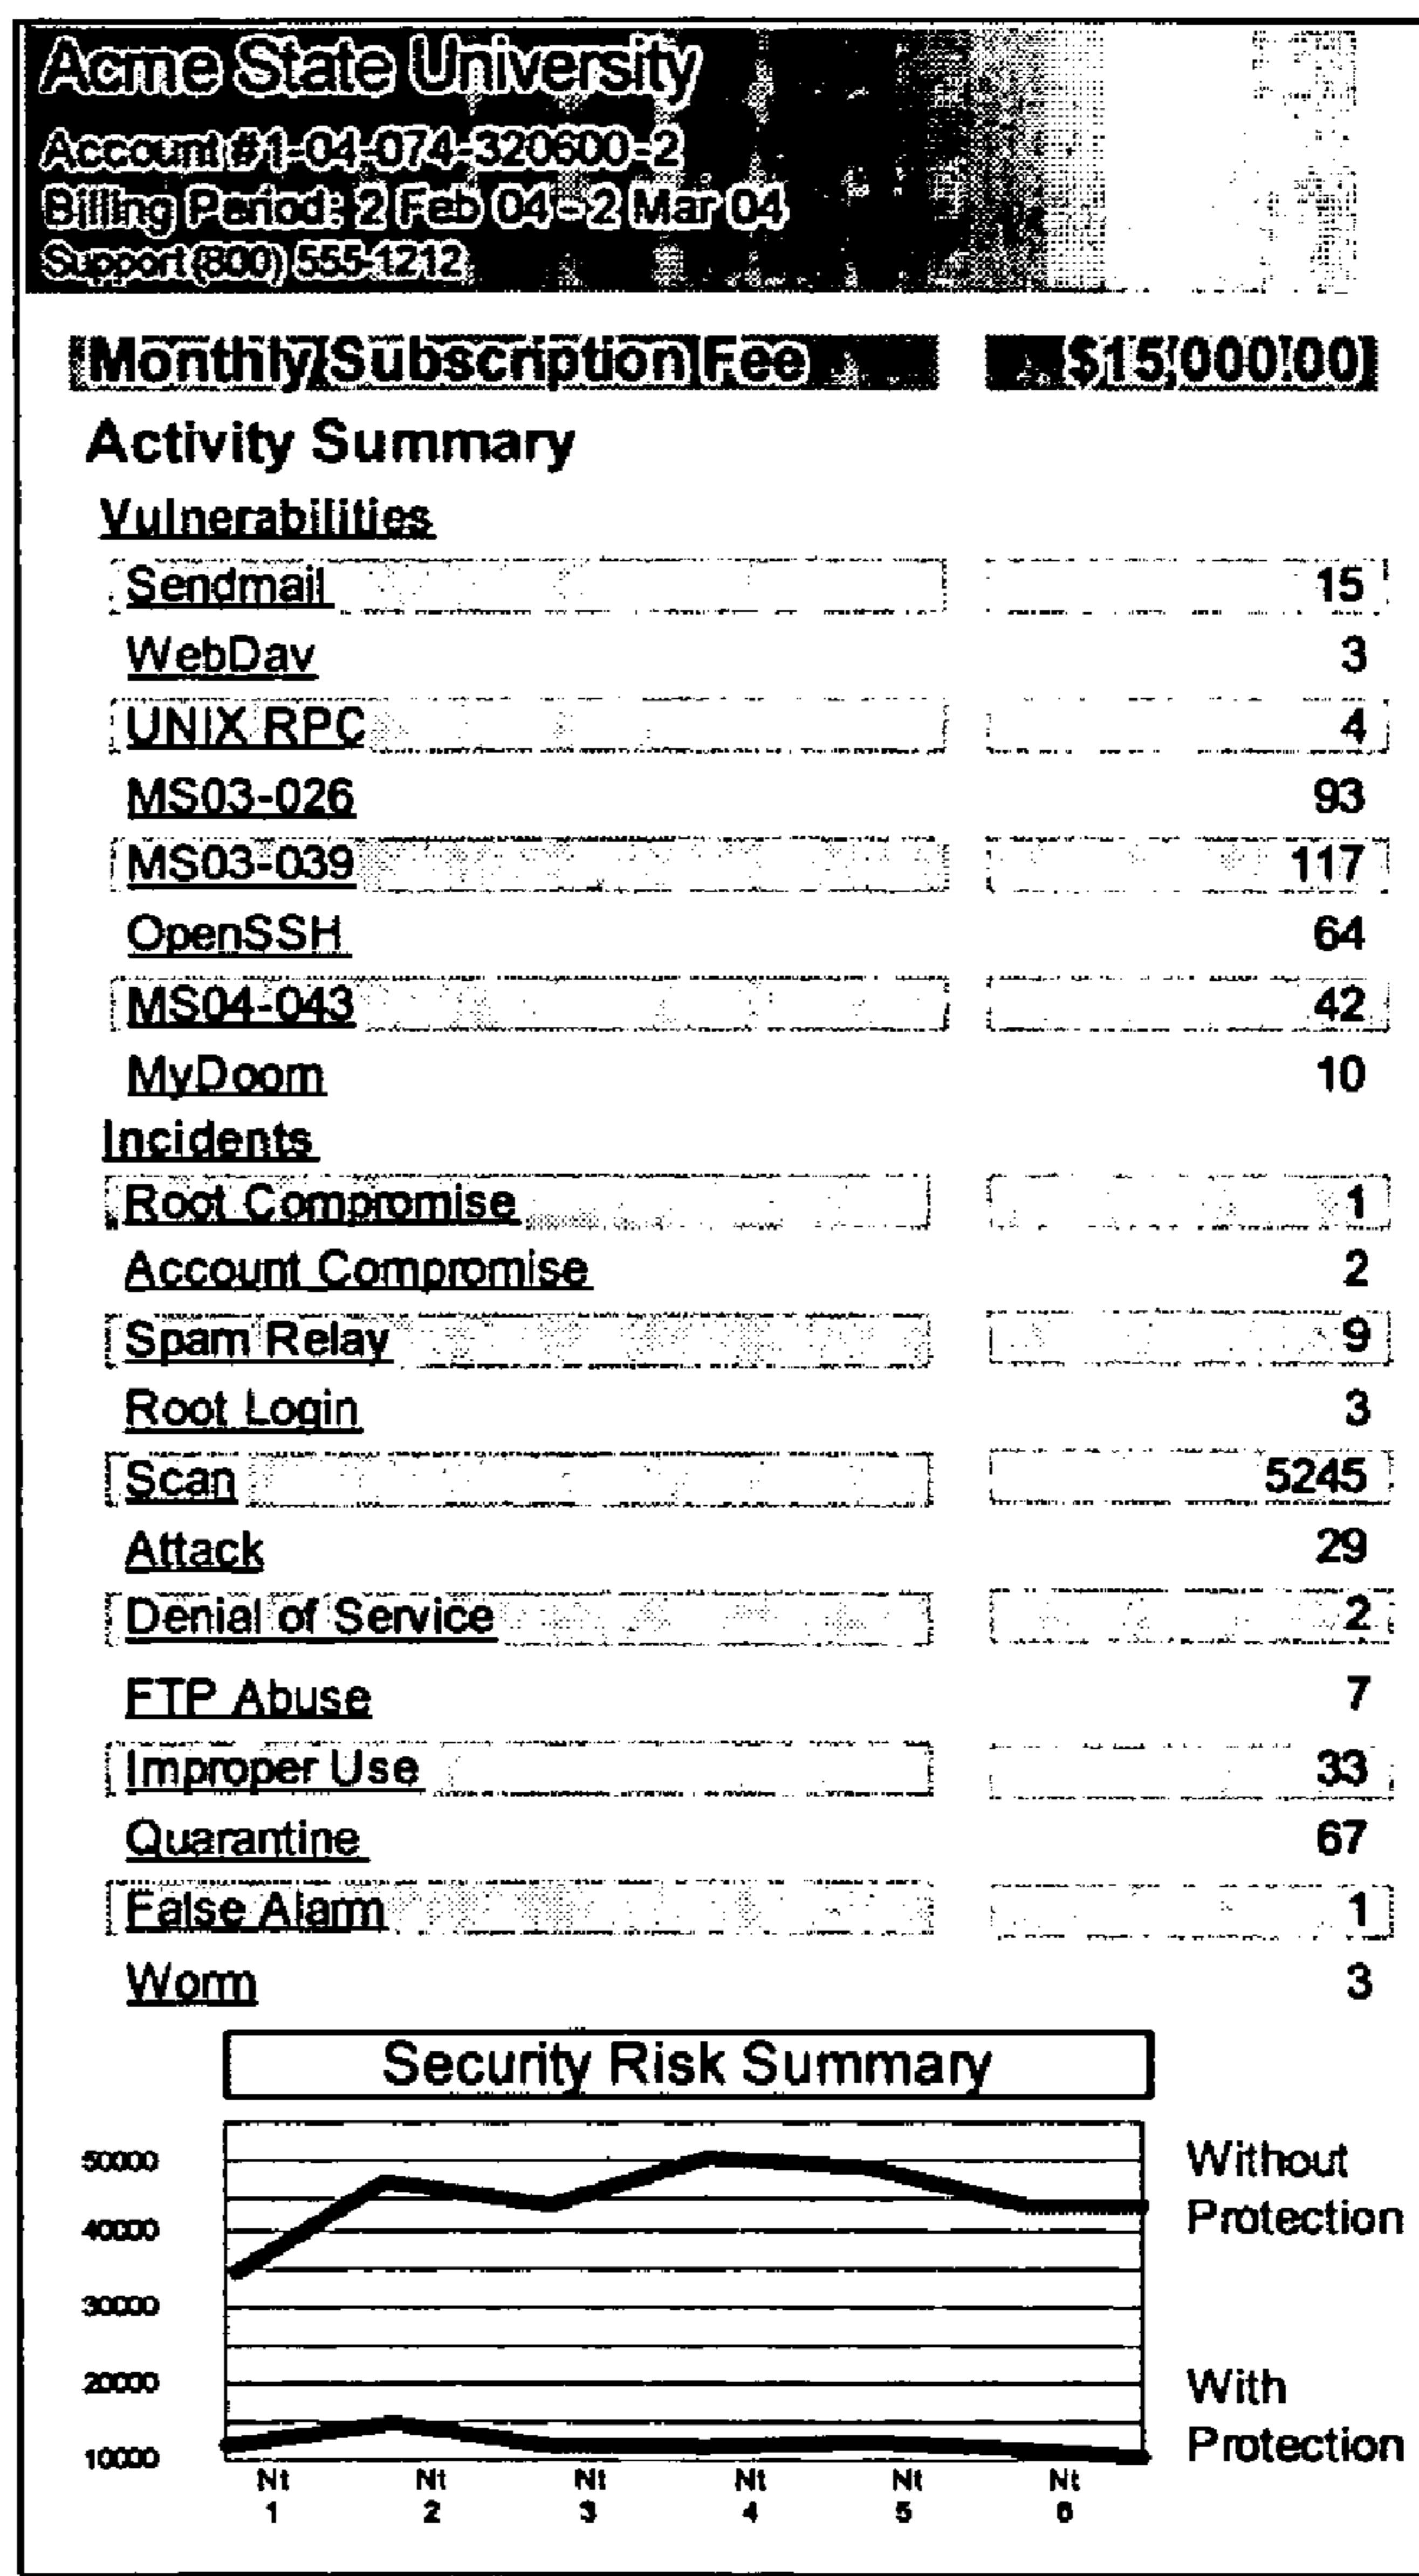 Acme State University
Account #1-04-074-320600-2
Billing Period: 2 Feb 04 - 2 Mar 04
Support (800) 555-1212
Monthly Subscription Fee $15,000.00
Activity Summary
Vulnerabilities
Sendmail 15
WebDav 3
UNIX RPC 4
MS03-026 93
MS03-039 117
OpenSSH 64
MS04-043 42
MyDoom 10
Incidents
Root Compromise 1
Account Compromise 2
Spam Relay 9
Root Login 3
Scan 5245
Attack 29
Denial of Service 2
FTP Abuse 7
Improper Use 33
Quarantine 67
False Alarm 1
Worm 3
Security Risk Summary
50000
40000
30000
20000
10000
Without
Protection
With
Protection
Nt Nt Nt Nt Nt Nt
1 2 3 4 5 6